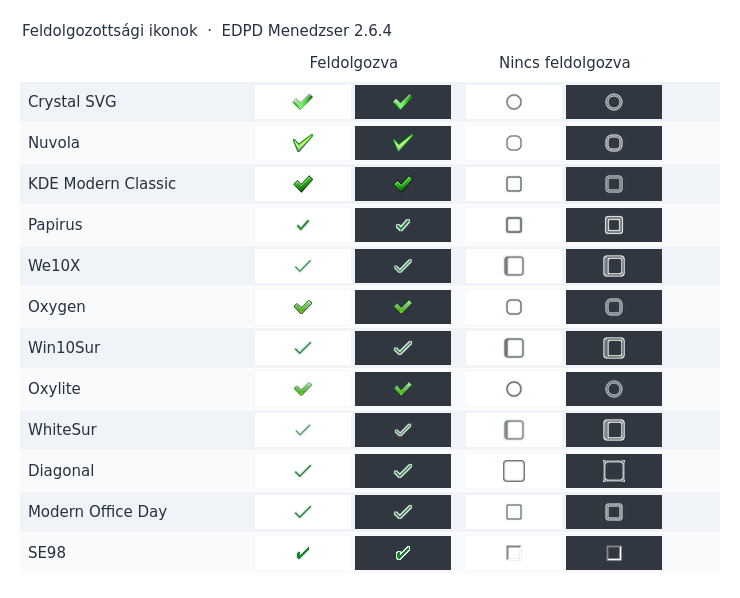 Feldolgozottsági ikonok · EDPD Menedzser 2.6.4
Feldolgozva Nincs feldolgozva
Crystal SVG
Nuvola
KDE Modern Classic
Papirus
We10X
Oxygen
Win10Sur
Oxylite
WhiteSur
Diagonal
Modern Office Day
SE98